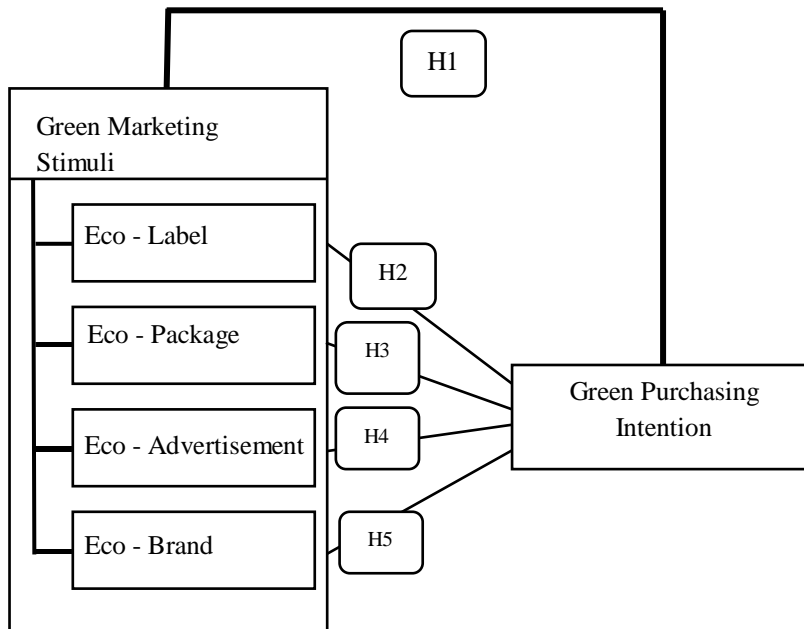 H1
Green Marketing
Stimuli
Eco - Label
H2
Eco - Package
H3
Green Purchasing
Intention
Eco - Advertisement
H4
Eco - Brand
H5